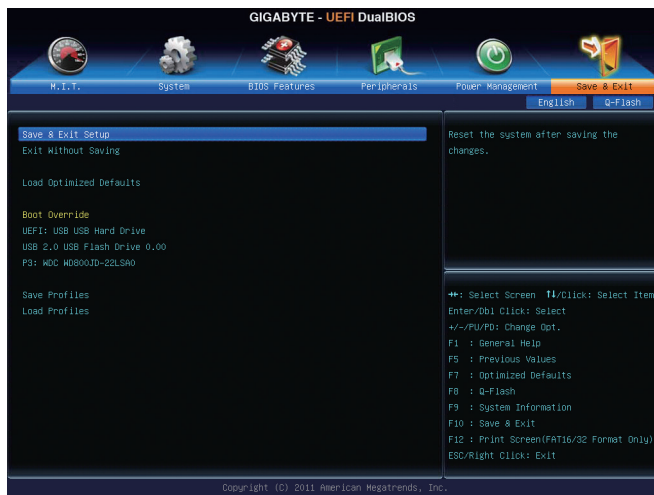 GIGABYTE - UEFI DualBIOS
M.I.T. System BIOS Features Peripherals Power Management Save & Exit
English Q-Flash
Save & Exit Setup
Exit Without Saving
Load Optimized Defaults
Boot Override
UEFI: USB USB Hard Drive
USB 2.0 USB Flash Drive 0.00
P3: WDC WD800JD-22LSA0
Save Profiles
Load Profiles
Reset the system after saving the
changes.
→←: Select Screen ↑↓/Click: Select Item
Enter/Dbl Click: Select
+/-/PU/PD: Change Opt.
F1 : General Help
F5 : Previous Values
F7 : Optimized Defaults
F8 : Q-Flash
F9 : System Information
F10 : Save & Exit
F12 : Print Screen(FAT16/32 Format Only)
ESC/Right Click: Exit
Copyright (C) 2011 American Megatrends, Inc.